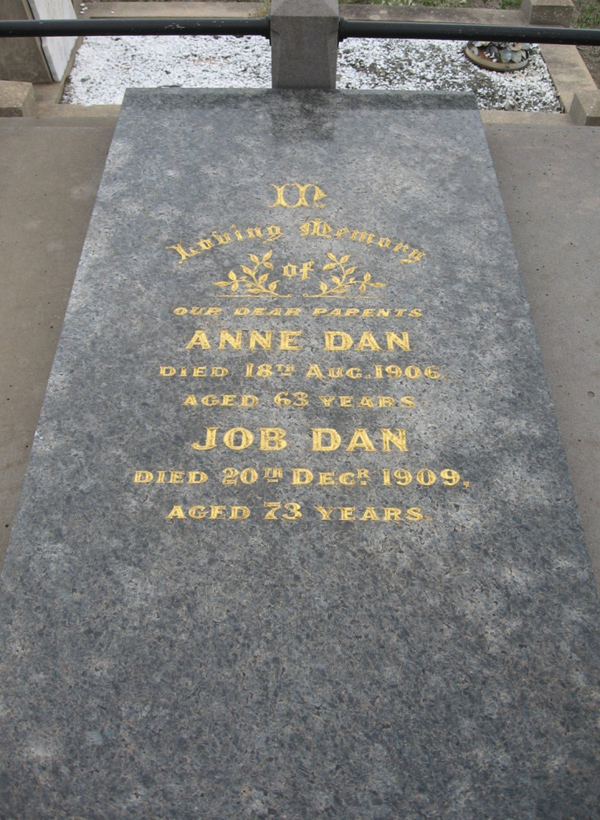 In
Loving Memory
of
OUR DEAR PARENTS
ANNE DAN
DIED 18TH AUG. 1906
AGED 63 YEARS
JOB DAN
DIED 20TH DECR. 1909,
AGED 73 YEARS.